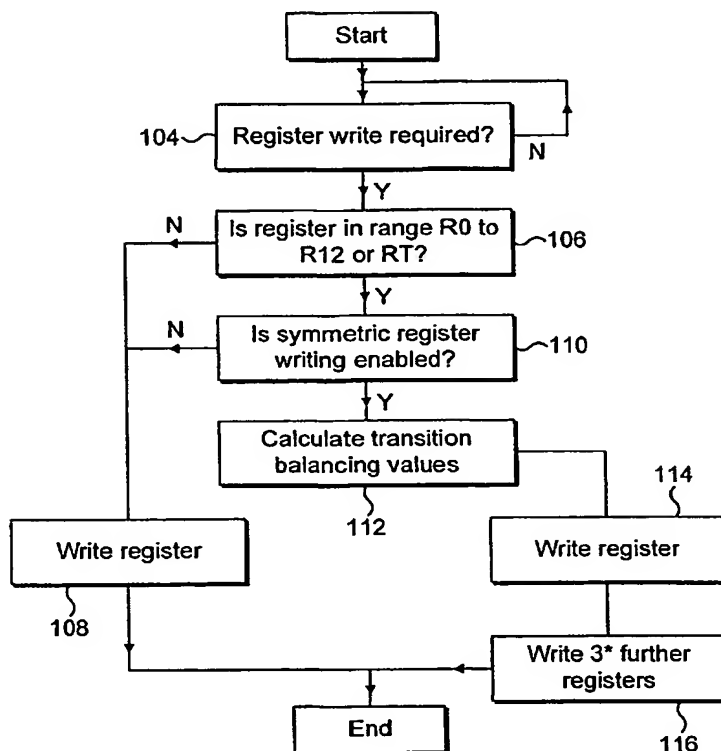 Start
104
Register write required?
N
Y
N
Is register in range R0 to
R12 or RT?
106
Y
N
Is symmetric register
writing enabled?
110
Y
Calculate transition
balancing values
112
114
Write register
108
Write register
Write 3* further
registers
116
End